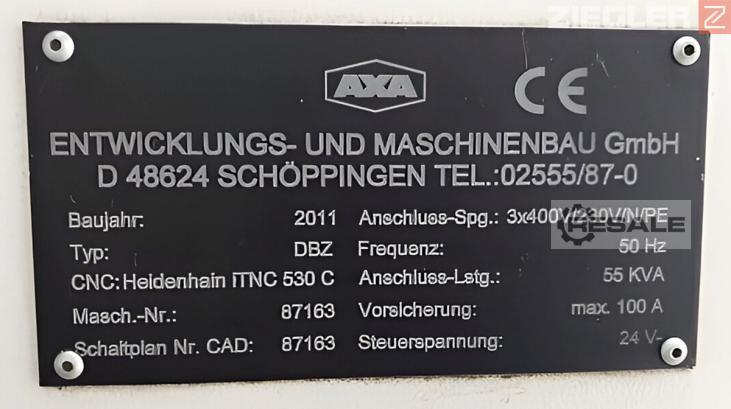 ZIEGLER Z
AXA CE
ENTWICKLUNGS- UND MASCHINENBAU GmbH
D 48624 SCHÖPPINGEN TEL.:02555/87-0
Baujahr: 2011 Anschluss-Spg.: 3x400V/230V/N/PE
RESALE
Typ: DBZ Frequenz: 50 Hz
CNC: Heidenhain iTNC 530 C Anschluss-Lstg.: 55 KVA
Masch.-Nr.: 87163 Vorsicherung: max. 100 A
Schaltplan Nr. CAD: 87163 Steuerspannung: 24 V-